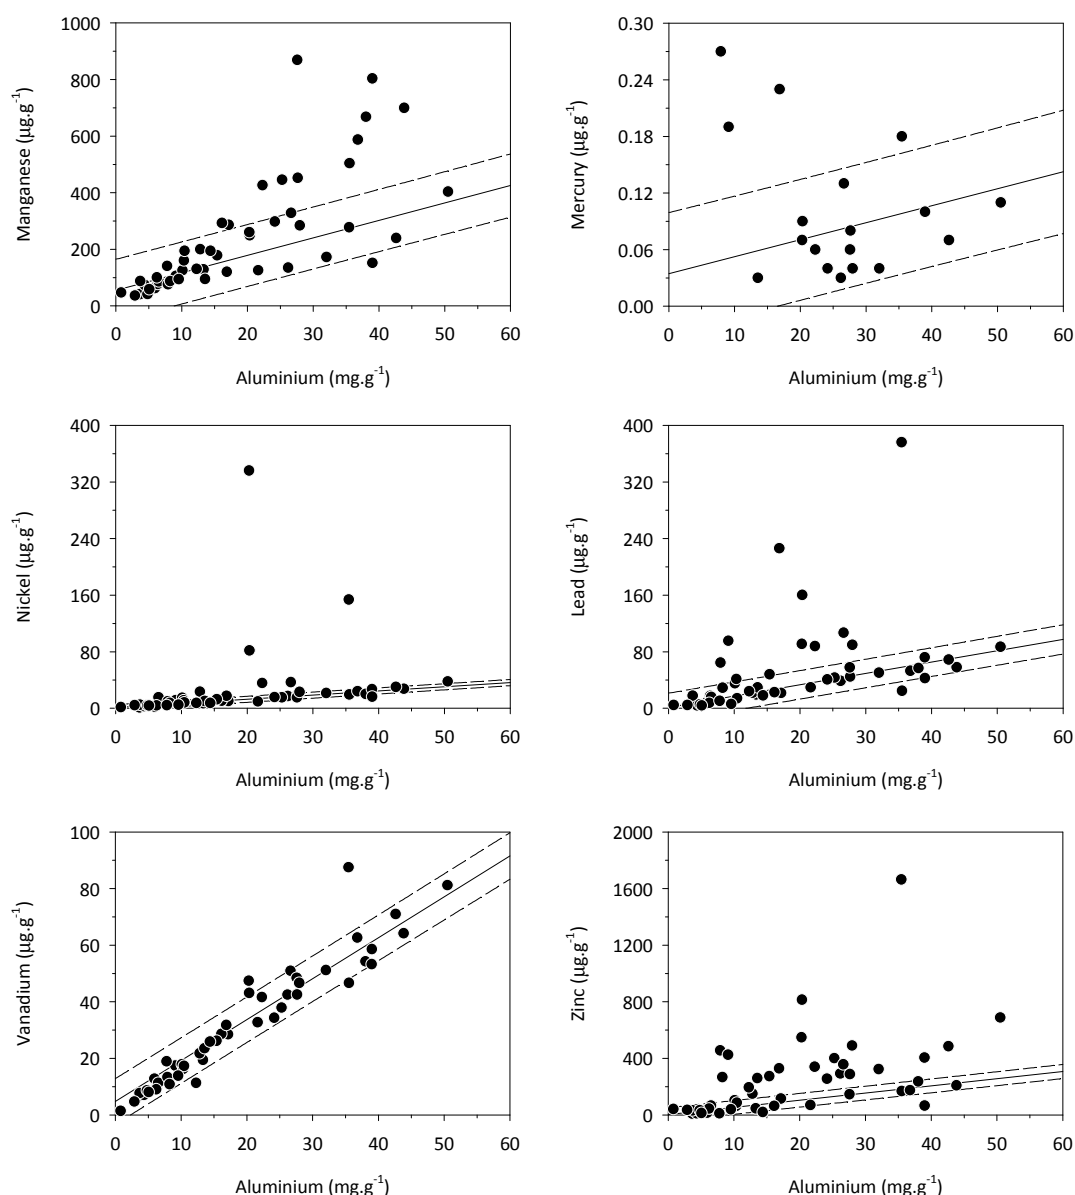 1000
800
600
400
200
0
Manganese (µg.g⁻¹)
0 10 20 30 40 50 60
Aluminium (mg.g⁻¹)
0.30
0.24
0.18
0.12
0.06
0.00
Mercury (µg.g⁻¹)
0 10 20 30 40 50 60
Aluminium (mg.g⁻¹)
400
320
240
160
80
0
Nickel (µg.g⁻¹)
0 10 20 30 40 50 60
Aluminium (mg.g⁻¹)
400
320
240
160
80
0
Lead (µg.g⁻¹)
0 10 20 30 40 50 60
Aluminium (mg.g⁻¹)
100
80
60
40
20
0
Vanadium (µg.g⁻¹)
0 10 20 30 40 50 60
Aluminium (mg.g⁻¹)
2000
1600
1200
800
400
0
Zinc (µg.g⁻¹)
0 10 20 30 40 50 60
Aluminium (mg.g⁻¹)